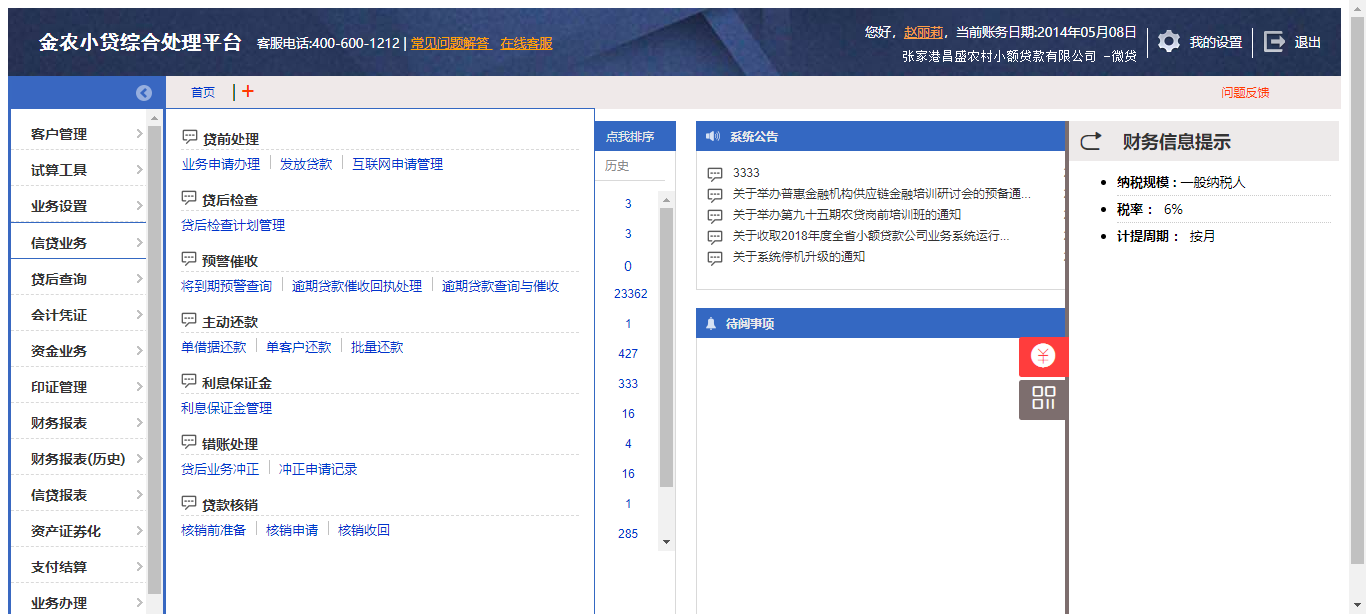 金农小贷综合处理平台 客服电话:400-600-1212 | 常见问题解答 在线客服
您好，赵丽莉，当前账务日期:2014年05月08日
张家港昌盛农村小额贷款有限公司 -微贷
我的设置
退出
首页
+
问题反馈
客户管理
试算工具
业务设置
信贷业务
贷后查询
会计凭证
资金业务
印证管理
财务报表
财务报表(历史)
信贷报表
资产证券化
支付结算
业务办理
贷前处理
业务申请办理 发放贷款 互联网申请管理
贷后检查
贷后检查计划管理
预警催收
将到期预警查询 逾期贷款催收回执处理 逾期贷款查询与催收
主动还款
单借据还款 单客户还款 批量还款
利息保证金
利息保证金管理
错账处理
贷后业务冲正 冲正申请记录
贷款核销
核销前准备 核销申请 核销收回
点我排序
历史
3
3
0
23362
1
427
333
16
4
16
1
285
系统公告
3333
关于举办普惠金融机构供应链金融培训研讨会的预备通...
关于举办第九十五期农贷岗前培训班的通知
关于收取2018年度全省小额贷款公司业务系统运行...
关于系统停机升级的通知
待阅事项
财务信息提示
纳税规模 : 一般纳税人
税率 ： 6%
计提周期 ： 按月